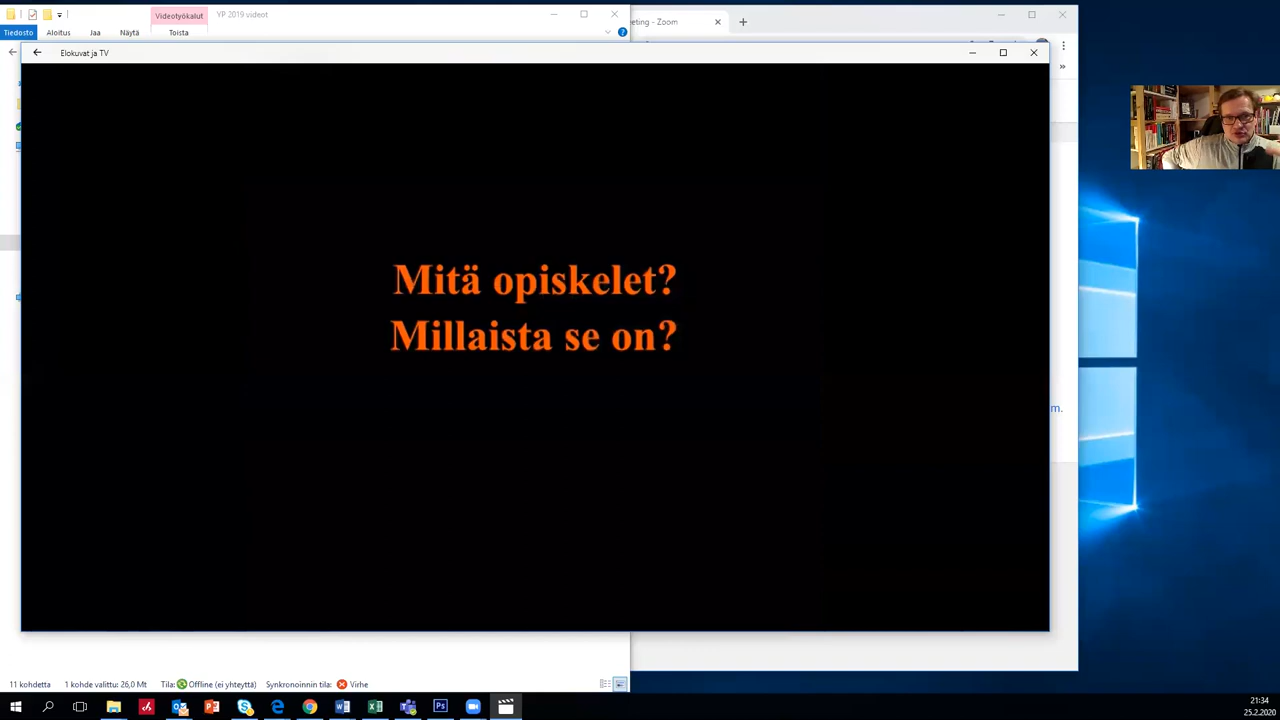 Videotyökalut
YP 2019 videot
eeting - Zoom
Tiedosto
Aloitus
Jaa
Näytä
Toista
Elokuvat ja TV
Mitä opiskelet?
Millaista se on?
m.
11 kohdetta
1 kohde valittu: 26,0 Mt
Tila: Offline (ei yhteyttä)
Synkronoinnin tila: Virhe
21:34
25.2.2020